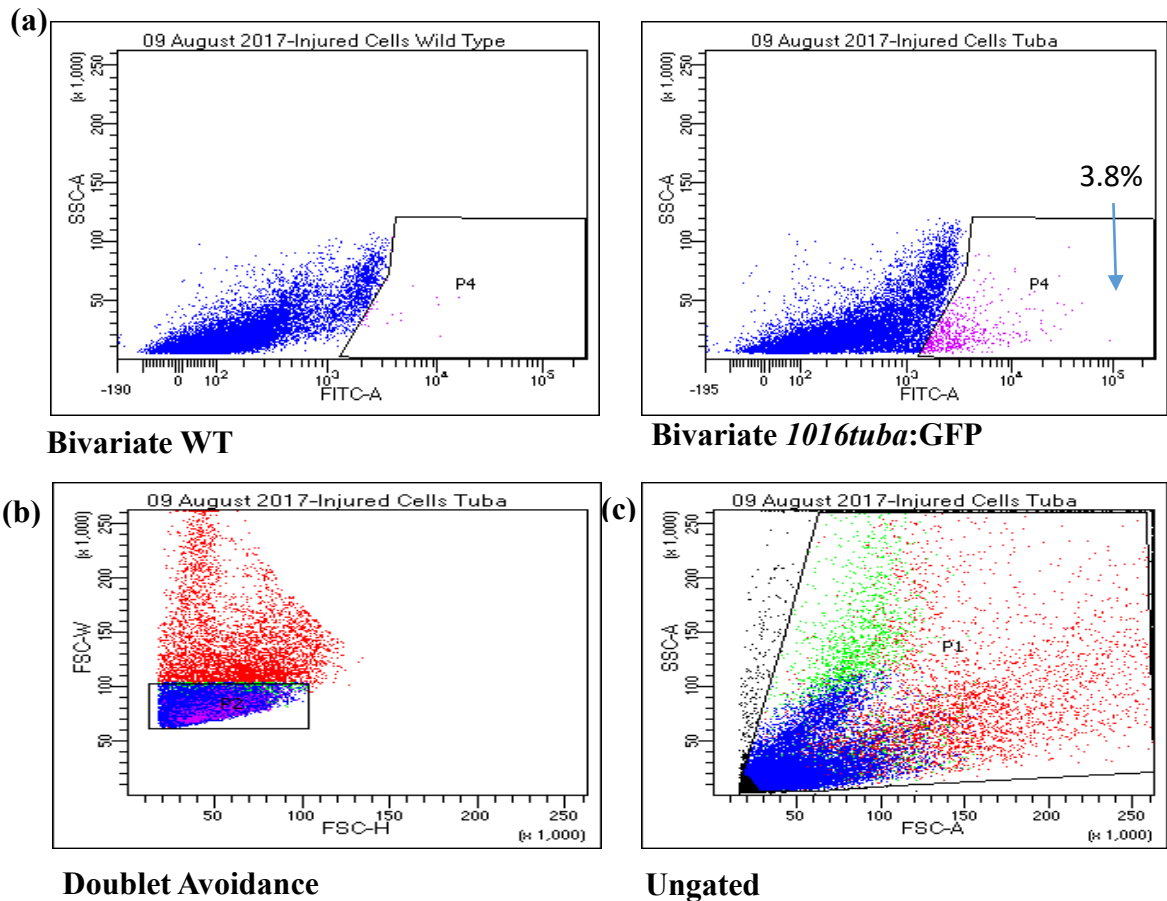 (a)
09 August 2017-Injured Cells Wild Type
(x 1,000)
250
200
150
100
50
SSC-A
P4
-190
0
10²
10³
10⁴
10⁵
FITC-A
Bivariate WT
09 August 2017-Injured Cells Tuba
(x 1,000)
250
200
150
100
50
SSC-A
3.8%
P4
-195
0
10²
10³
10⁴
10⁵
FITC-A
Bivariate 1016tuba:GFP
(b)
09 August 2017-Injured Cells Tuba
(x 1,000)
250
200
150
100
50
FSC-W
P2
50
100
150
200
250
FSC-H
(x 1,000)
Doublet Avoidance
(c)
09 August 2017-Injured Cells Tuba
(x 1,000)
250
200
150
100
50
SSC-A
P1
50
100
150
200
250
FSC-A
(x 1,000)
Ungated